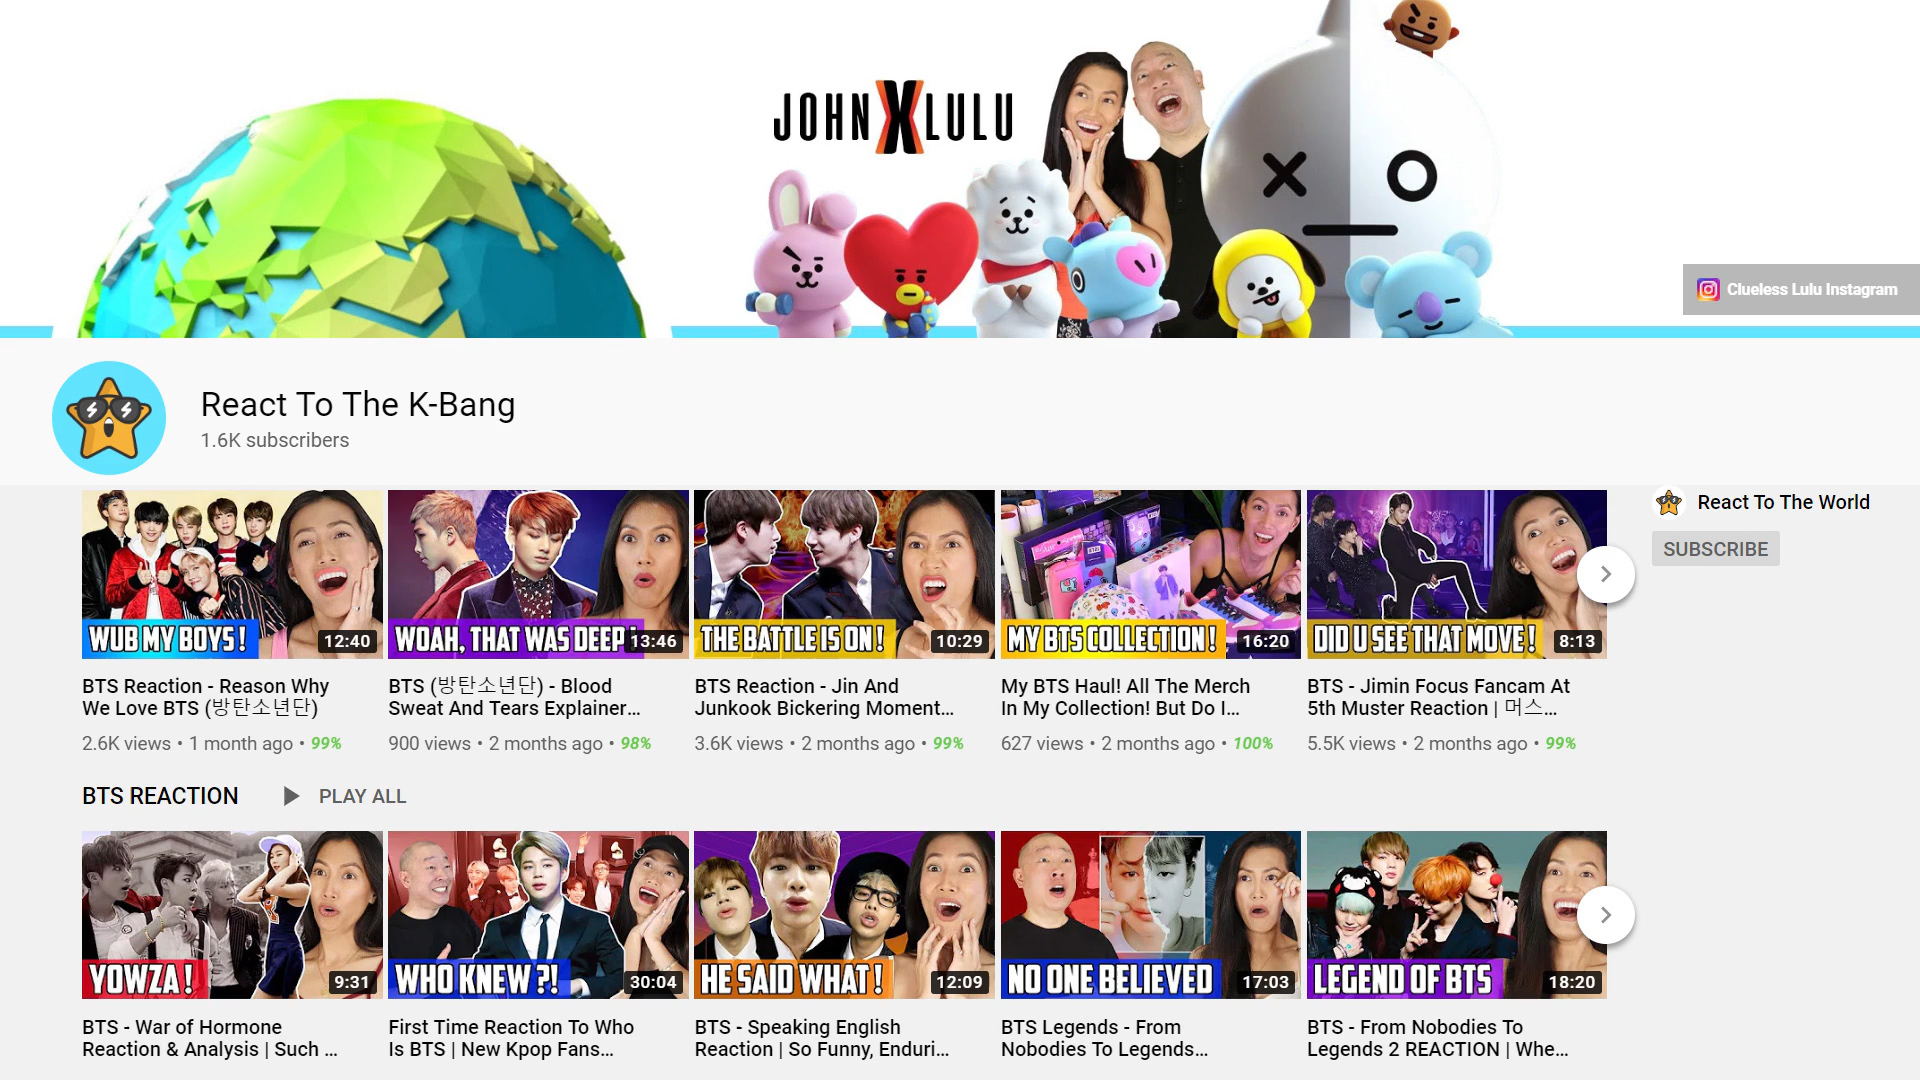 JOHN X LULU
Clueless Lulu Instagram
React To The K-Bang
1.6K subscribers
React To The World
SUBSCRIBE
WUB MY BOYS!
12:40
WOAH, THAT WAS DEEP!
13:46
THE BATTLE IS ON!
10:29
MY BTS COLLECTION!
16:20
DID U SEE THAT MOVE!
8:13
BTS Reaction - Reason Why
We Love BTS (방탄소년단)
2.6K views • 1 month ago • 99%
BTS (방탄소년단) - Blood
Sweat And Tears Explainer...
900 views • 2 months ago • 98%
BTS Reaction - Jin And
Junkook Bickering Moment...
3.6K views • 2 months ago • 99%
My BTS Haul! All The Merch
In My Collection! But Do I...
627 views • 2 months ago • 100%
BTS - Jimin Focus Fancam At
5th Muster Reaction | 머스...
5.5K views • 2 months ago • 99%
BTS REACTION
PLAY ALL
YOWZA!
9:31
WHO KNEW ?!
30:04
HE SAID WHAT!
12:09
NO ONE BELIEVED
17:03
LEGEND OF BTS
18:20
BTS - War of Hormone
Reaction & Analysis | Such ...
First Time Reaction To Who
Is BTS | New Kpop Fans...
BTS - Speaking English
Reaction | So Funny, Enduri...
BTS Legends - From
Nobodies To Legends...
BTS - From Nobodies To
Legends 2 REACTION | Whe...